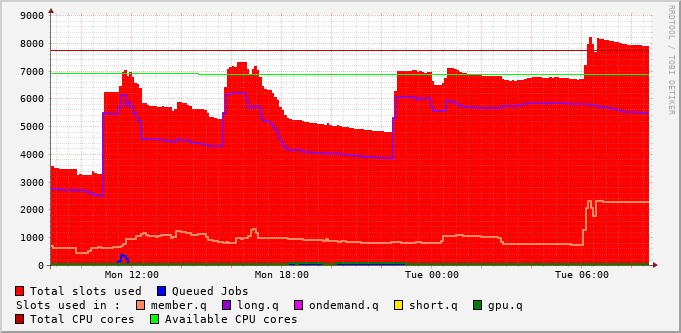 9000
8000
7000
6000
5000
4000
3000
2000
1000
0
Mon 12:00 Mon 18:00 Tue 00:00 Tue 06:00
RRDTOOL / TOBI OETIKER
Total slots used Queued Jobs
Slots used in : member.q long.q ondemand.q short.q gpu.q
Total CPU cores Available CPU cores